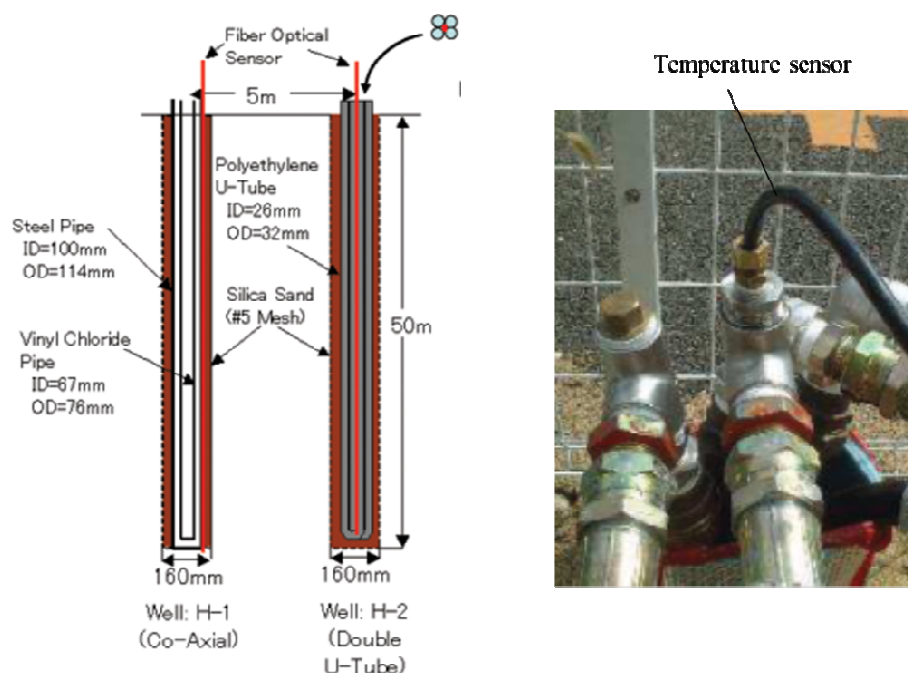 Fiber Optical
Sensor
5m
Polyethylene
U-Tube
ID=26mm
OD=32mm
Steel Pipe
ID=100mm
OD=114mm
Silica Sand
(#5 Mesh)
50m
Vinyl Chloride
Pipe
ID=67mm
OD=76mm
160mm
160mm
Well: H-1
(Co-Axial)
Well: H-2
(Double
U-Tube)
Temperature sensor